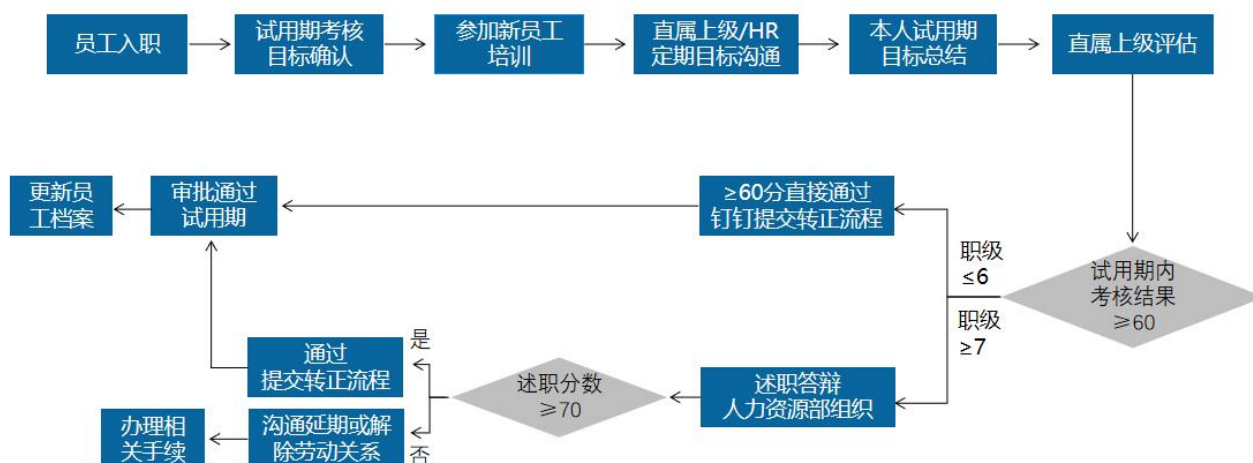 员工入职
试用期考核
目标确认
参加新员工
培训
直属上级/HR
定期目标沟通
本人试用期
目标总结
直属上级评估
更新员
工档案
审批通过
试用期
≥60分直接通过
钉钉提交转正流程
职级
≤6
试用期内
考核结果
≥60
职级
≥7
通过
提交转正流程
是
述职分数
≥70
述职答辩
人力资源部组织
办理相
关手续
沟通延期或解
除劳动关系
否